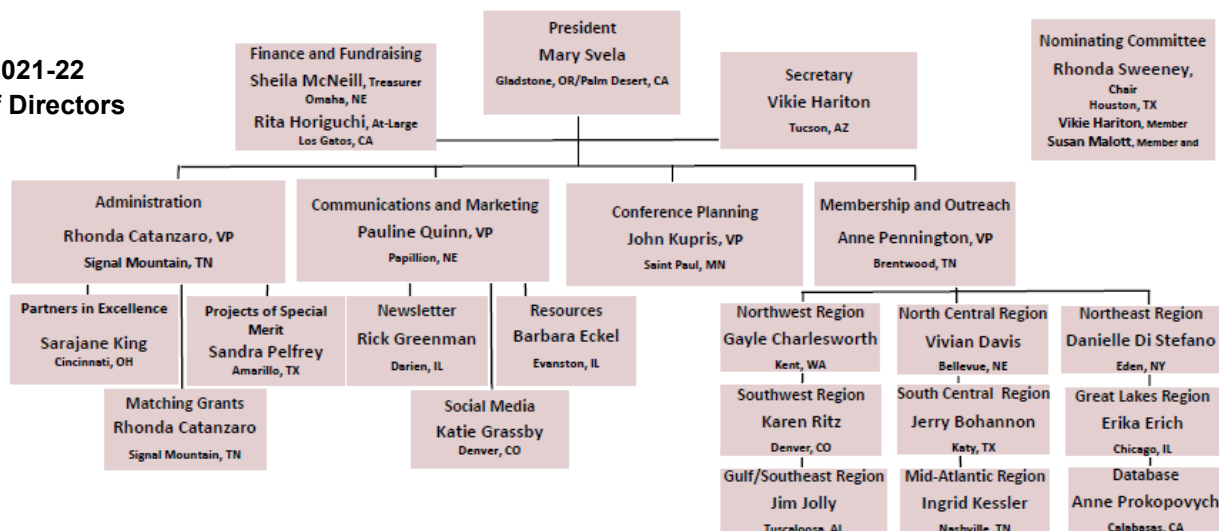 2021-22
f Directors
President
Mary Svela
Gladstone, OR/Palm Desert, CA
Finance and Fundraising
Sheila McNeill, Treasurer
Omaha, NE
Rita Horiguchi, At-Large
Los Gatos, CA
Secretary
Vikie Hariton
Tucson, AZ
Nominating Committee
Rhonda Sweeney,
Chair
Houston, TX
Vikie Hariton, Member
Susan Malott, Member and
Administration
Rhonda Catanzaro, VP
Signal Mountain, TN
Communications and Marketing
Pauline Quinn, VP
Papillion, NE
Conference Planning
John Kupris, VP
Saint Paul, MN
Membership and Outreach
Anne Pennington, VP
Brentwood, TN
Partners in Excellence
Sarajane King
Cincinnati, OH
Projects of Special
Merit
Sandra Pelfrey
Amarillo, TX
Matching Grants
Rhonda Catanzaro
Signal Mountain, TN
Newsletter
Rick Greenman
Darien, IL
Resources
Barbara Eckel
Evanston, IL
Social Media
Katie Grassby
Denver, CO
Northwest Region
Gayle Charlesworth
Kent, WA
North Central Region
Vivian Davis
Bellevue, NE
Northeast Region
Danielle Di Stefano
Eden, NY
Southwest Region
Karen Ritz
Denver, CO
South Central Region
Jerry Bohannon
Katy, TX
Great Lakes Region
Erika Erich
Chicago, IL
Gulf/Southeast Region
Jim Jolly
Tuscaloosa, AL
Mid-Atlantic Region
Ingrid Kessler
Nashville, TN
Database
Anne Prokopovych
Calabasas, CA